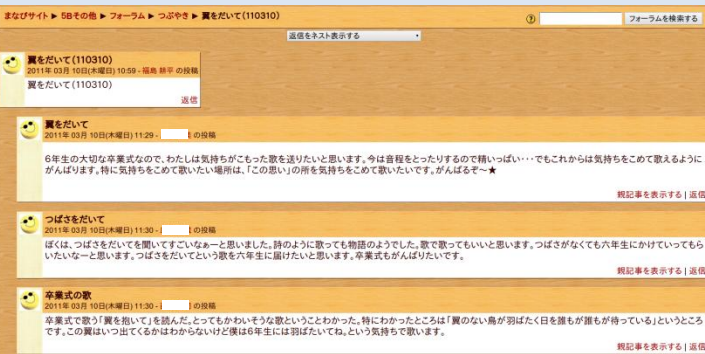 まなびサイト ► 5Bその他 ► フォーラム ► つぶやき ► 翼をだいて(110310)
フォーラムを検索する
返信をネスト表示する
翼をだいて(110310)
2011年 03月 10日(木曜日) 10:59 - 福島 耕平 の投稿
翼をだいて(110310)
返信
翼をだいて
2011年 03月 10日(木曜日) 11:29 - の投稿
6年生の大切な卒業式なので、わたしは気持ちがこもった歌を送りたいと思います。今は音程をとったりするので精いっぱい・・・でもこれからは気持ちをこめて歌えるように
がんばります。特に気持ちをこめて歌いたい場所は、「この思い」の所を気持ちをこめて歌いたいです。がんばるぞ～★
親記事を表示する | 返信
つばさをだいて
2011年 03月 10日(木曜日) 11:30 - の投稿
ぼくは、つばさをだいてを聞いてすごいなぁーと思いました。詩のように歌っても物語のようでした。歌で歌ってもいいと思います。つばさがなくても六年生にかけていってもら
いたいなーと思います。つばさをだいてという歌を六年生に届けたいと思います。卒業式もがんばりたいです。
親記事を表示する | 返信
卒業式の歌
2011年 03月 10日(木曜日) 11:30 - の投稿
卒業式で歌う「翼を抱いて」を読んだ。とってもかわいそうな歌ということわかった。特にわかったところは「翼のない鳥が羽ばたく日を誰もが誰もが待っている」というところ
です。この翼はいつ出てくるかはわからないけど僕は6年生には羽ばたいてね。という気持ちで歌います。
親記事を表示する | 返信